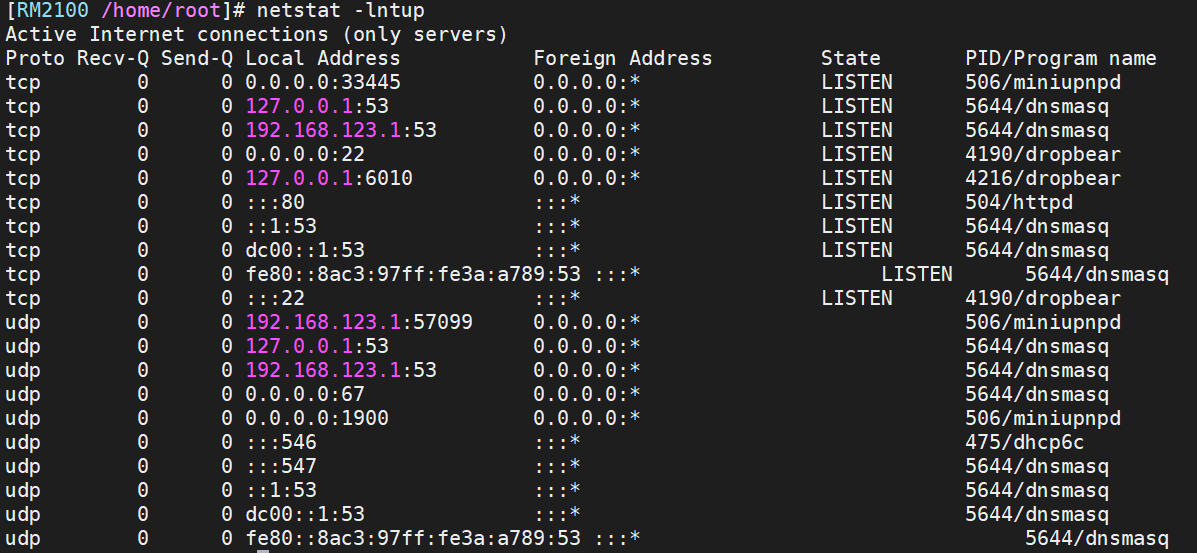 [RM2100 /home/root]# netstat -lntup
Active Internet connections (only servers)
Proto Recv-Q Send-Q Local Address           Foreign Address         State       PID/Program name
tcp        0      0 0.0.0.0:33445           0.0.0.0:*               LISTEN      506/miniupnpd
tcp        0      0 127.0.0.1:53            0.0.0.0:*               LISTEN      5644/dnsmasq
tcp        0      0 192.168.123.1:53        0.0.0.0:*               LISTEN      5644/dnsmasq
tcp        0      0 0.0.0.0:22              0.0.0.0:*               LISTEN      4190/dropbear
tcp        0      0 127.0.0.1:6010          0.0.0.0:*               LISTEN      4216/dropbear
tcp        0      0 :::80                   :::*                    LISTEN      504/httpd
tcp        0      0 ::1:53                  :::*                    LISTEN      5644/dnsmasq
tcp        0      0 dc00::1:53              :::*                    LISTEN      5644/dnsmasq
tcp        0      0 fe80::8ac3:97ff:fe3a:a789:53 :::*                    LISTEN      5644/dnsmasq
tcp        0      0 :::22                   :::*                    LISTEN      4190/dropbear
udp        0      0 192.168.123.1:57099     0.0.0.0:*                           506/miniupnpd
udp        0      0 127.0.0.1:53            0.0.0.0:*                           5644/dnsmasq
udp        0      0 192.168.123.1:53        0.0.0.0:*                           5644/dnsmasq
udp        0      0 0.0.0.0:67              0.0.0.0:*                           5644/dnsmasq
udp        0      0 0.0.0.0:1900            0.0.0.0:*                           506/miniupnpd
udp        0      0 :::546                  :::*                                475/dhcp6c
udp        0      0 :::547                  :::*                                5644/dnsmasq
udp        0      0 ::1:53                  :::*                                5644/dnsmasq
udp        0      0 dc00::1:53              :::*                                5644/dnsmasq
udp        0      0 fe80::8ac3:97ff:fe3a:a789:53 :::*                                5644/dnsmasq